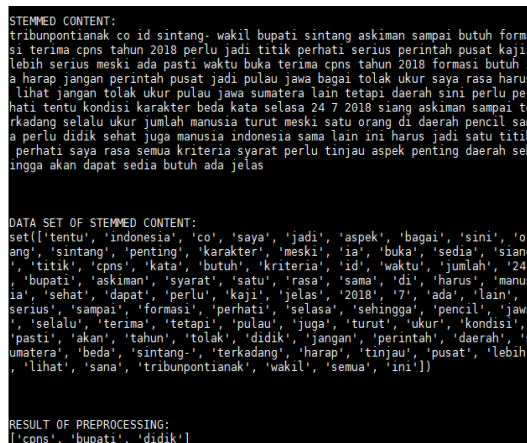 STEMMED CONTENT:
tribunpontianak co id sintang- wakil bupati sintang askiman sampai butuh forma
si terima cpns tahun 2018 perlu jadi titik perhati serius perintah pusat kaji
lebih serius meski ada pasti waktu buka terima cpns tahun 2018 formasi butuh
a harap jangan perintah pusat jadi pulau jawa bagai tolak ukur saya rasa harus
lihat jangan tolak ukur pulau jawa sumatera lain tetapi daerah sini perlu pe
hati tentu kondisi karakter beda kata selasa 24 7 2018 siang askiman sampai t
rkadang selalu ukur jumlah manusia turut meski satu orang di daerah pencil sa
a perlu didik sehat juga manusia indonesia sama lain ini harus jadi satu titi
perhati saya rasa semua kriteria syarat perlu tinjau aspek penting daerah se
ingga akan dapat sedia butuh ada jelas
DATA SET OF STEMMED CONTENT:
set(['tentu', 'indonesia', 'co', 'saya', 'jadi', 'aspek', 'bagai', 'sini', 'o
ang', 'sintang', 'penting', 'karakter', 'meski', 'ia', 'buka', 'sedia', 'sian
', 'titik', 'cpns', 'kata', 'butuh', 'kriteria', 'id', 'waktu', 'jumlah', '24
, 'bupati', 'askiman', 'syarat', 'satu', 'rasa', 'sama', 'di', 'harus', 'manu
ia', 'sehat', 'dapat', 'perlu', 'kaji', 'jelas', '2018', '7', 'ada', 'lain',
serius', 'sampai', 'formasi', 'perhati', 'selasa', 'sehingga', 'pencil', 'jaw
', 'selalu', 'terima', 'tetapi', 'pulau', 'juga', 'turut', 'ukur', 'kondisi',
'pasti', 'akan', 'tahun', 'tolak', 'didik', 'jangan', 'perintah', 'daerah',
umatera', 'beda', 'sintang-', 'terkadang', 'harap', 'tinjau', 'pusat', 'lebih
, 'lihat', 'sana', 'tribunpontianak', 'wakil', 'semua', 'ini'])
RESULT OF PREPROCESSING:
['cpns', 'bupati', 'didik']